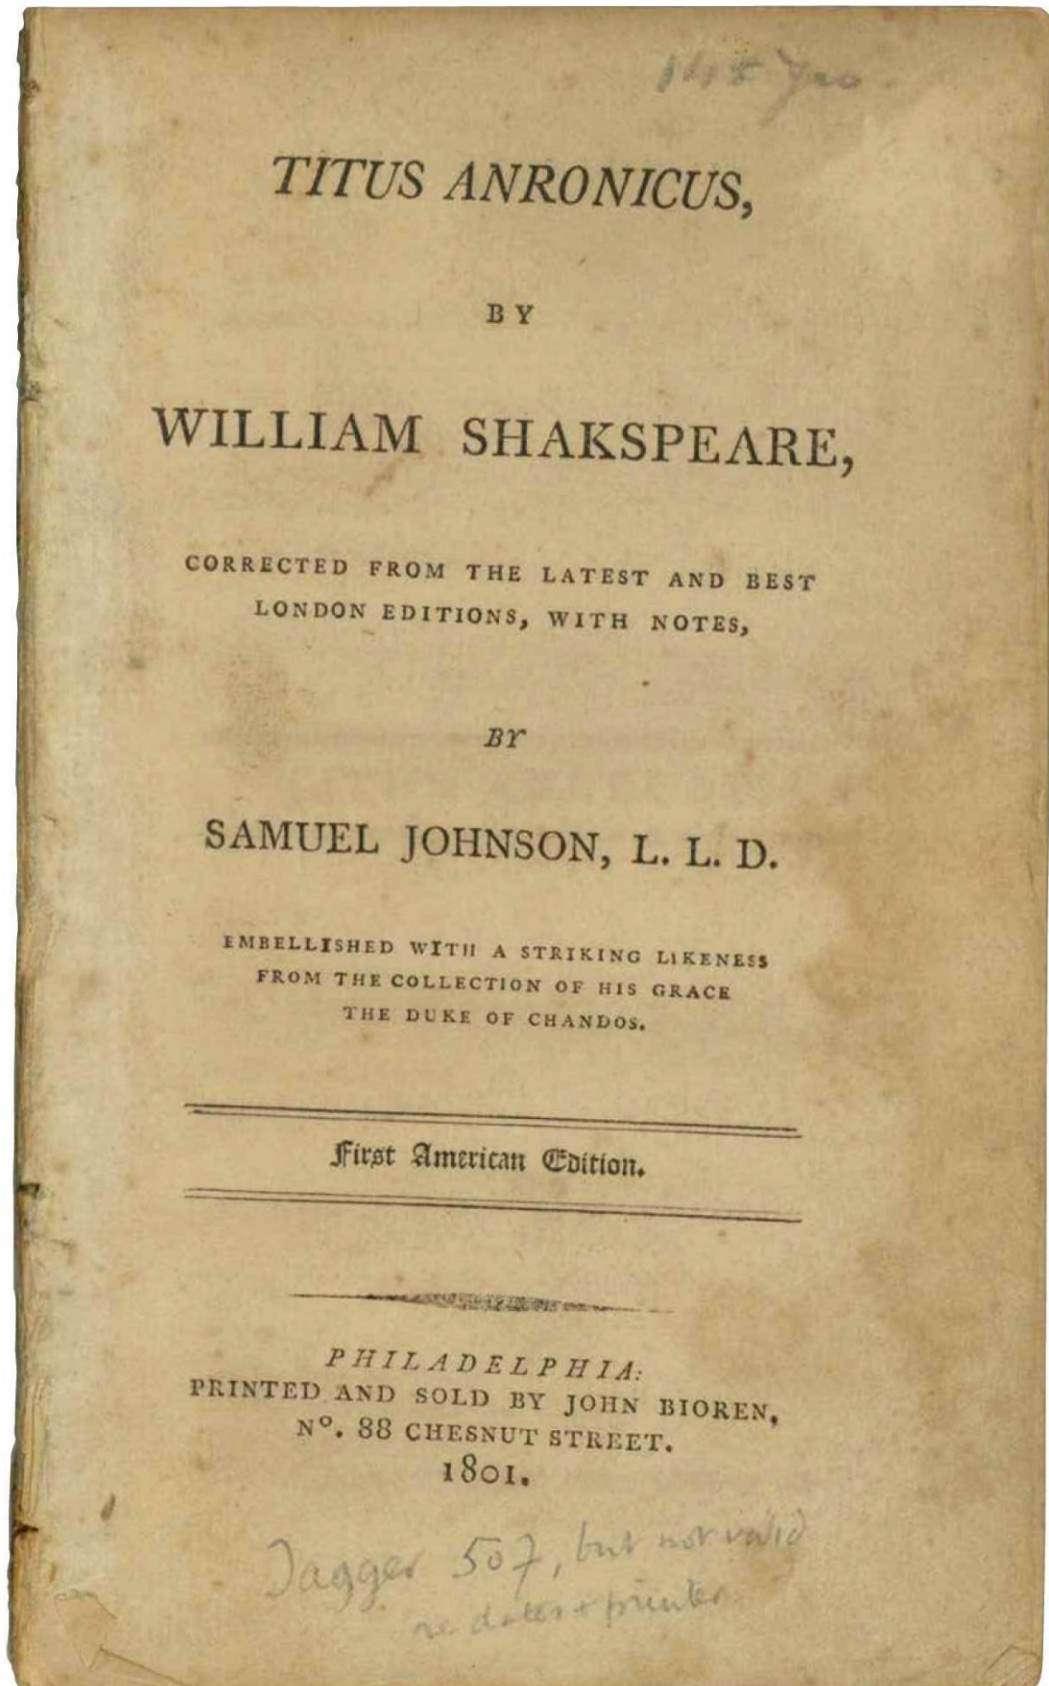 TITUS ANRONICUS,
BY
WILLIAM SHAKSPEARE,
CORRECTED FROM THE LATEST AND BEST
LONDON EDITIONS, WITH NOTES,
BY
SAMUEL JOHNSON, L. L. D.
EMBELLISHED WITH A STRIKING LIKENESS
FROM THE COLLECTION OF HIS GRACE
THE DUKE OF CHANDOS.
First American Edition.
PHILADELPHIA:
PRINTED AND SOLD BY JOHN BIOREN,
Nº. 88 CHESNUT STREET.
1801.
Jagger 507, but not valid
re dates + printer